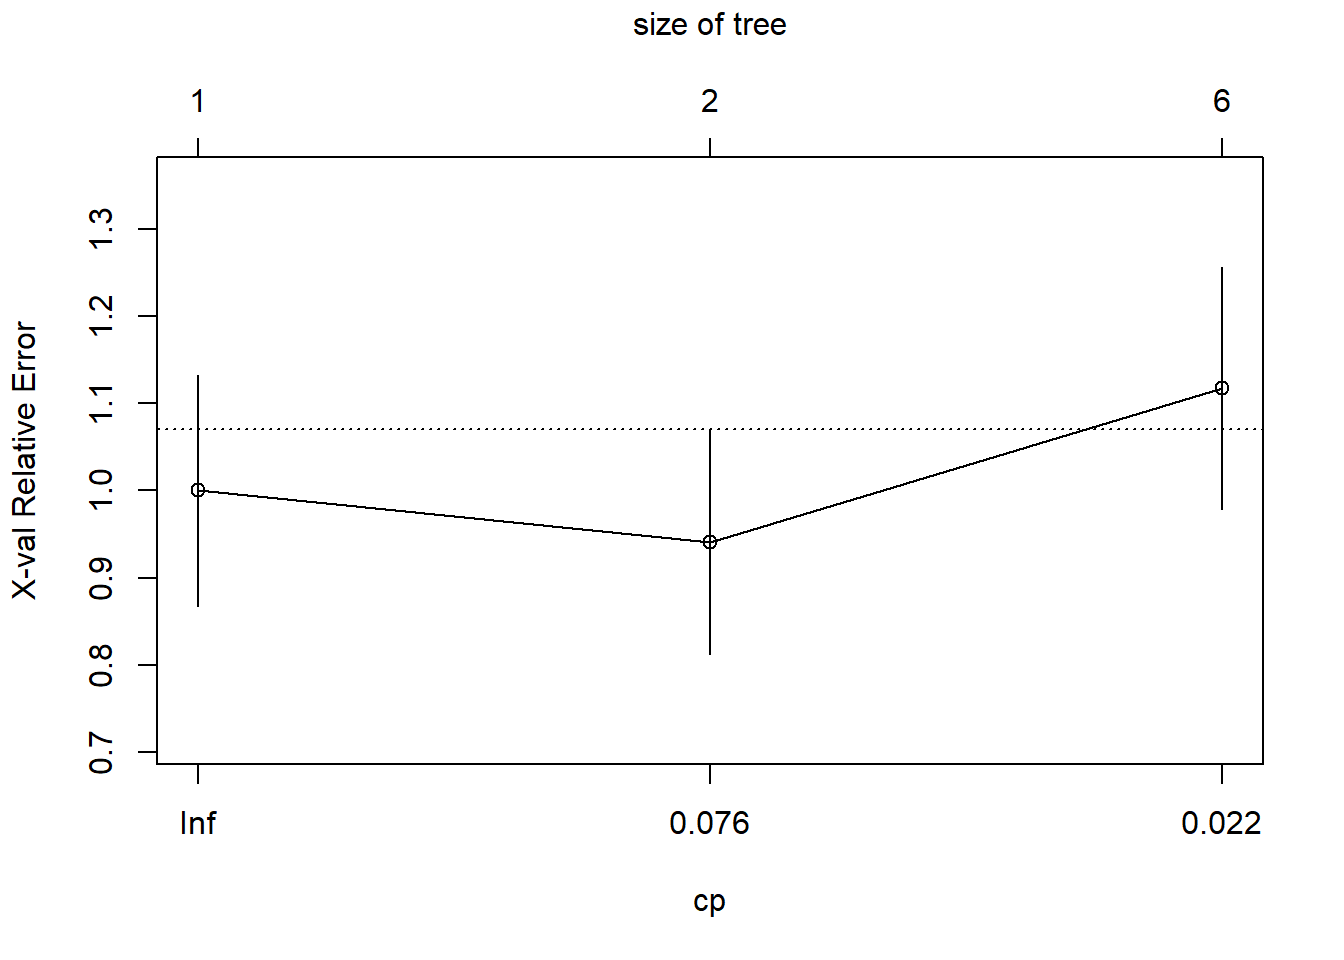 size of tree
1 2 6
1.3
1.2
1.1
1.0
0.9
0.8
0.7
X-val Relative Error
Inf 0.076 0.022
cp